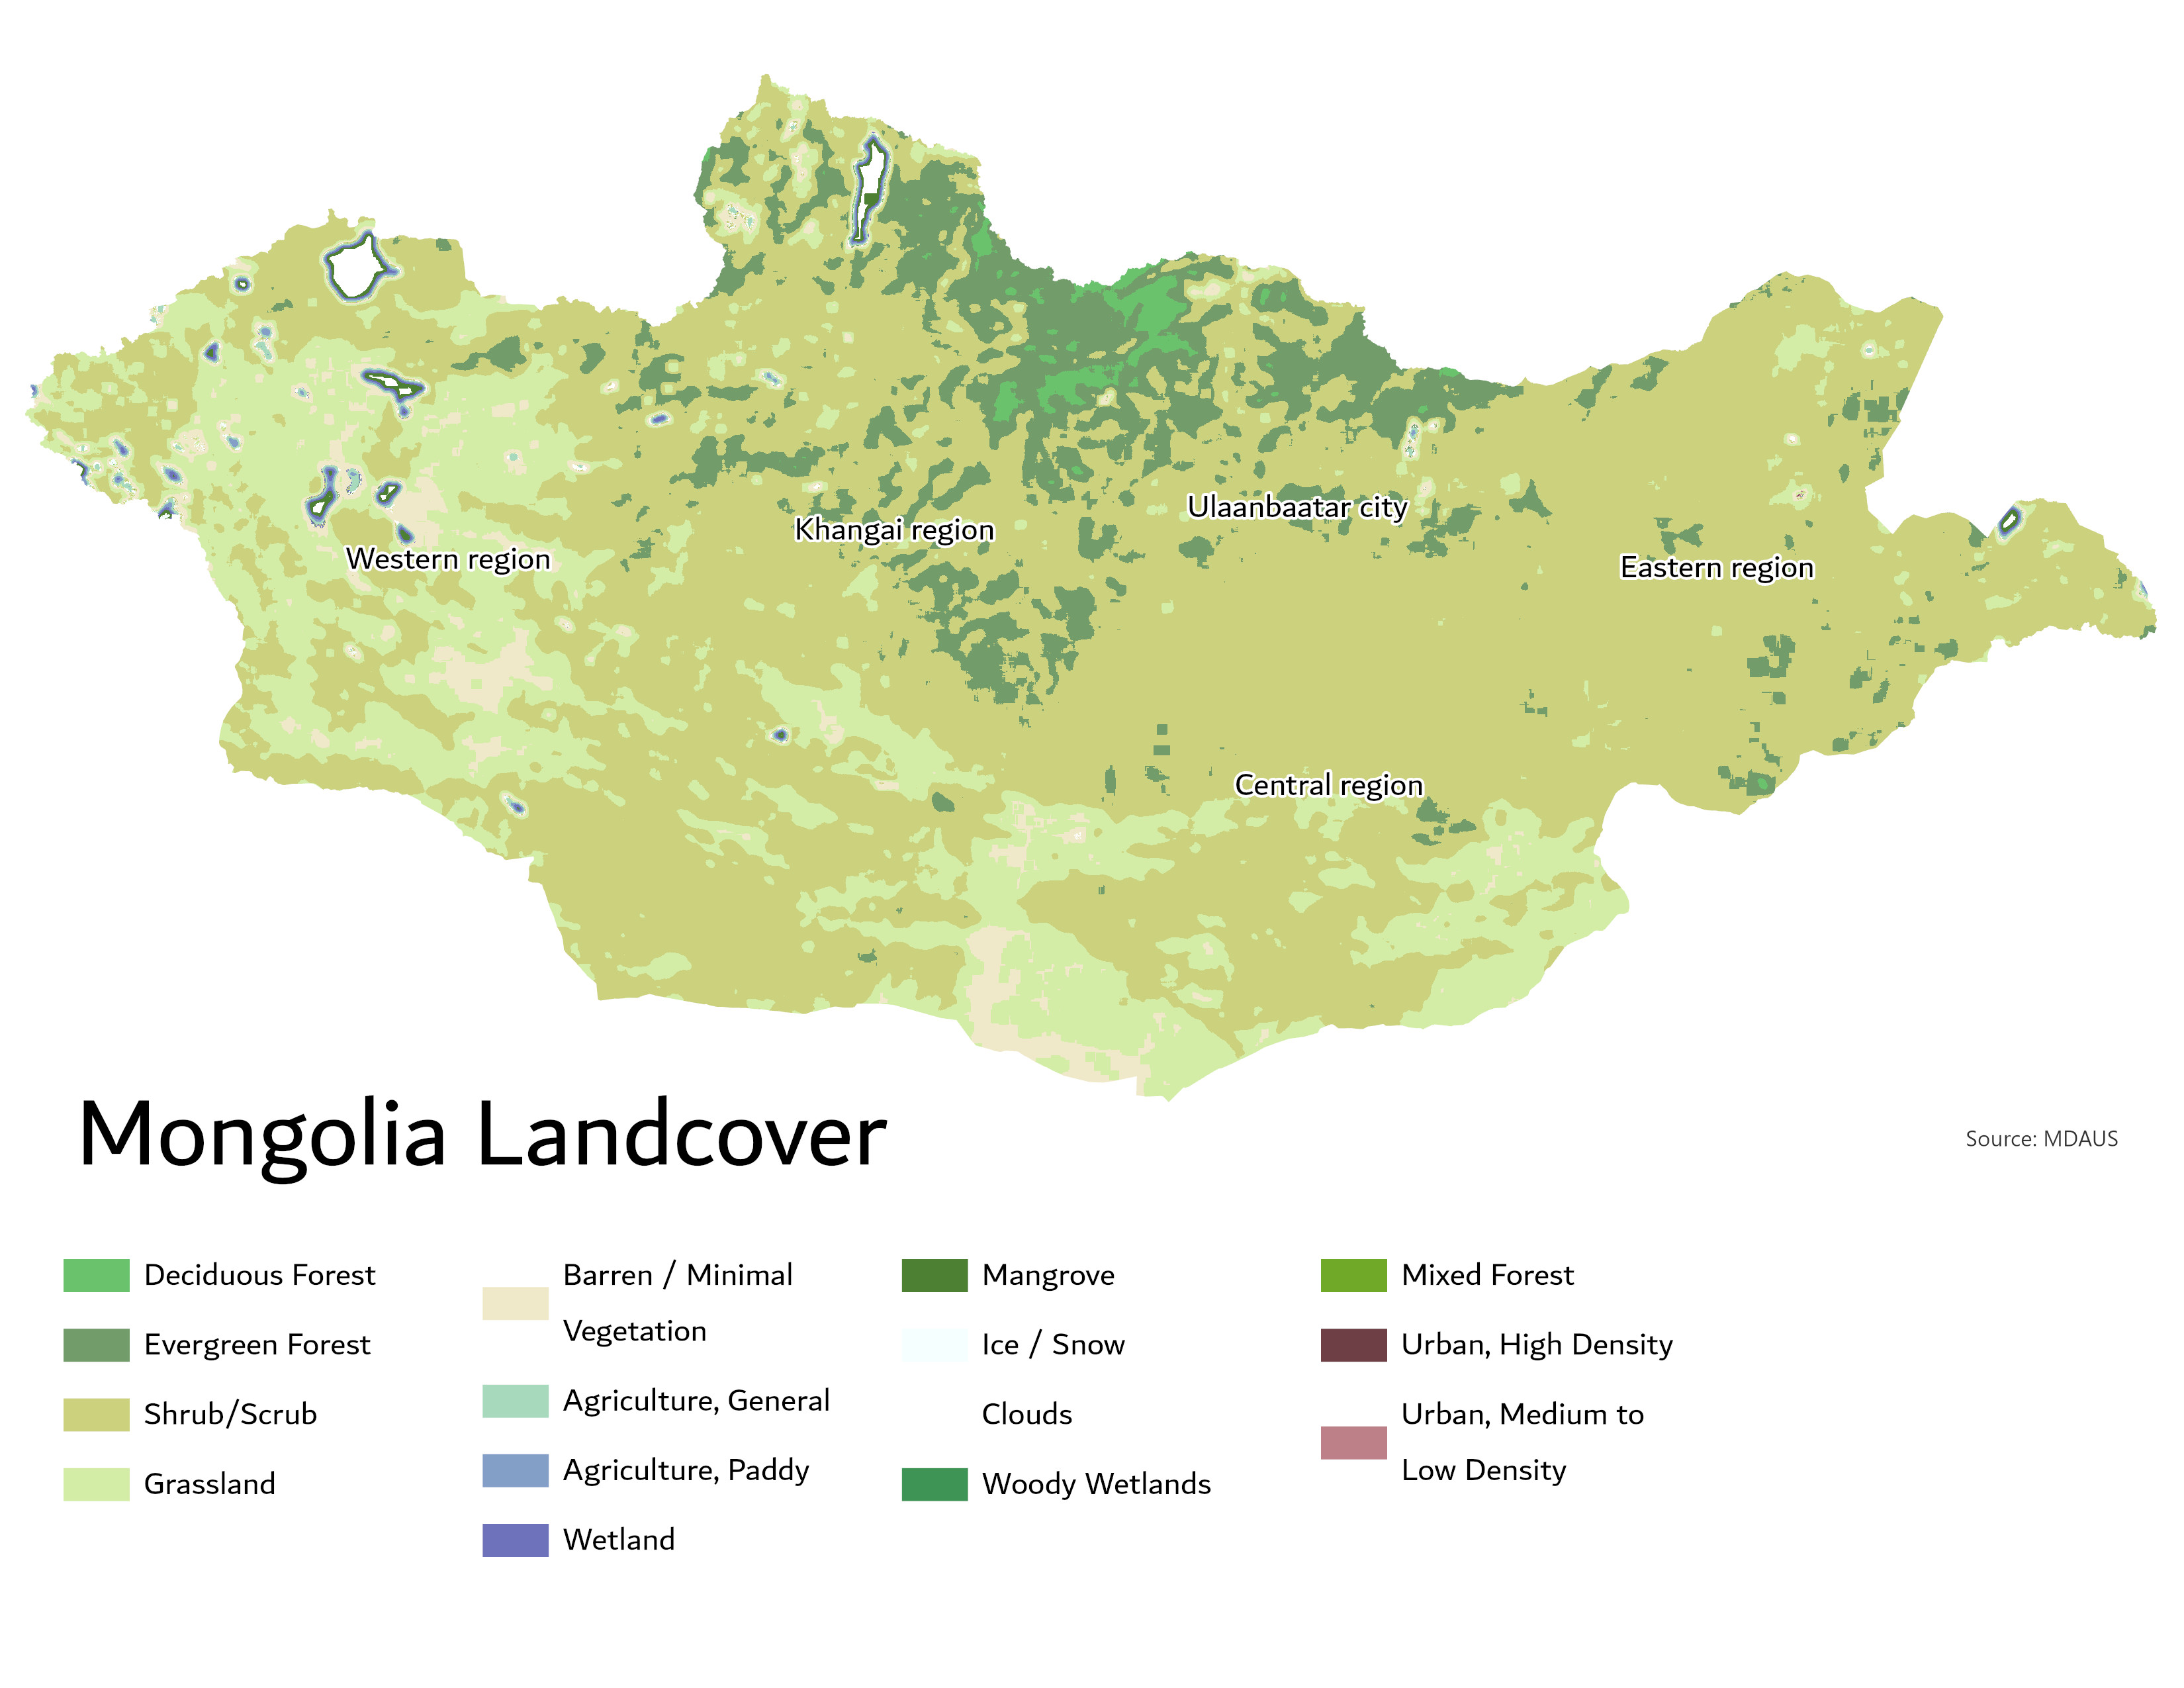 Ulaanbaatar city
Khangai region
Western region
Eastern region
Central region
Mongolia Landcover
Source: MDAUS
Deciduous Forest
Evergreen Forest
Shrub/Scrub
Grassland
Barren / Minimal
Vegetation
Agriculture, General
Agriculture, Paddy
Wetland
Mangrove
Ice / Snow
Clouds
Woody Wetlands
Mixed Forest
Urban, High Density
Urban, Medium to
Low Density